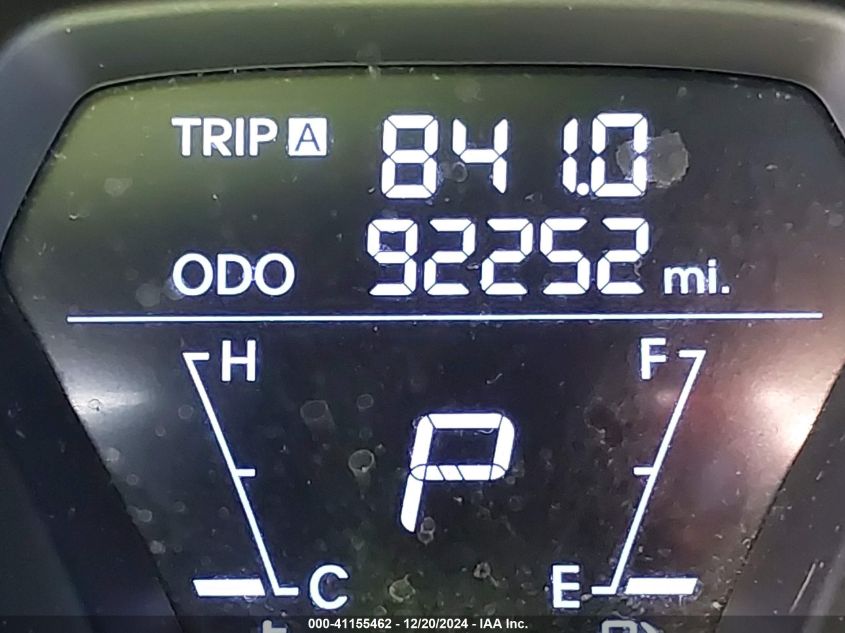 TRIP A 841.0
ODO 92252 mi.
H F
P
C E
000-41155462 - 12/20/2024 - IAA Inc.